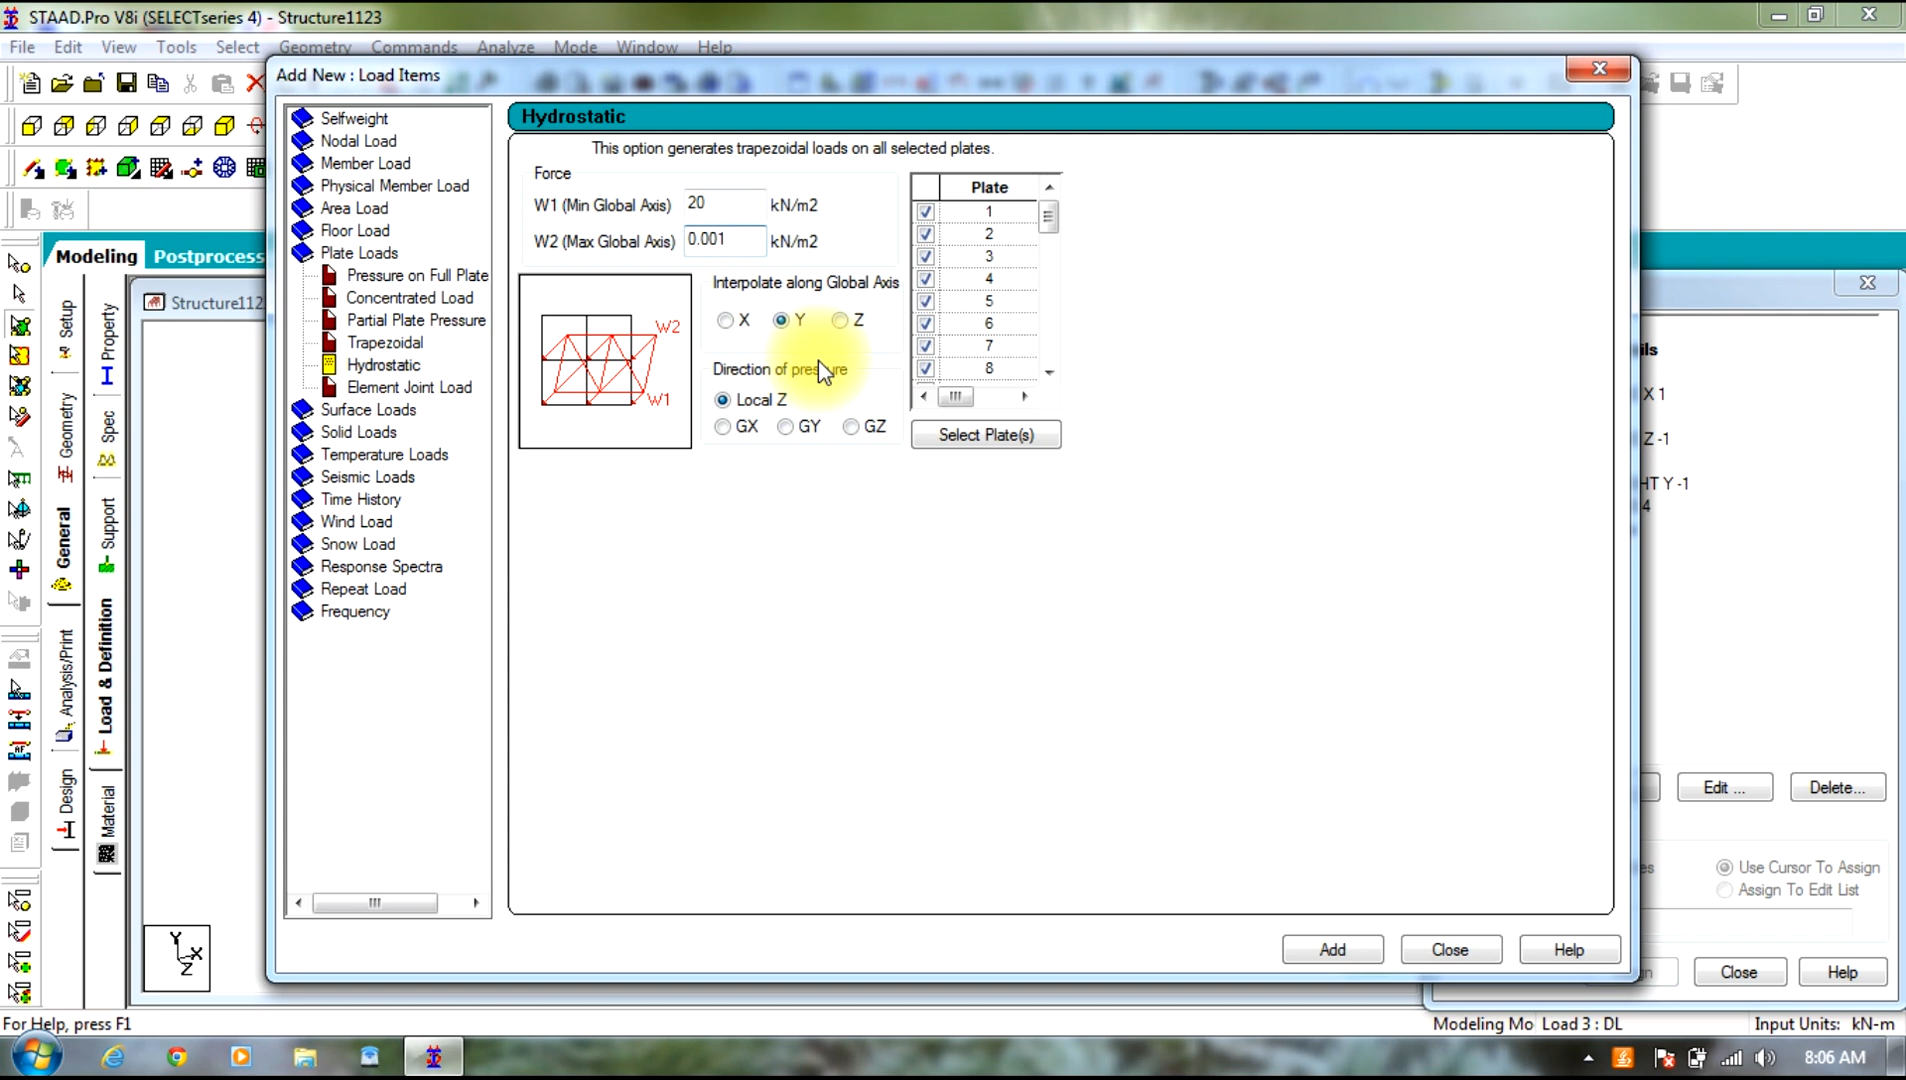 STAAD.Pro V8i (SELECTseries 4) - Structure1123
File Edit View Tools Select Geometry Commands Analyze Mode Window Help
Add New : Load Items
Selfweight
Nodal Load
Member Load
Physical Member Load
Area Load
Floor Load
Plate Loads
Pressure on Full Plate
Concentrated Load
Partial Plate Pressure
Trapezoidal
Hydrostatic
Element Joint Load
Surface Loads
Solid Loads
Temperature Loads
Seismic Loads
Time History
Wind Load
Snow Load
Response Spectra
Repeat Load
Frequency
Hydrostatic
This option generates trapezoidal loads on all selected plates.
Force
W1 (Min Global Axis) 20 kN/m2
W2 (Max Global Axis) 0.001 kN/m2
W2
W1
Interpolate along Global Axis
X Y Z
Direction of pressure
Local Z
GX GY GZ
Plate
1
2
3
4
5
6
7
8
Select Plate(s)
Add Close Help
Modeling Postprocess
Structure112
Setup
Geometry
General
Analysis/Print
Design
Property
Spec
Support
Load & Definition
Material
Y
X
Z
ils
X 1
Z -1
HT Y -1
4
Edit ... Delete...
es Use Cursor To Assign
Assign To Edit List
gn Close Help
For Help, press F1
Modeling Mo Load 3 : DL Input Units: kN-m
8:06 AM